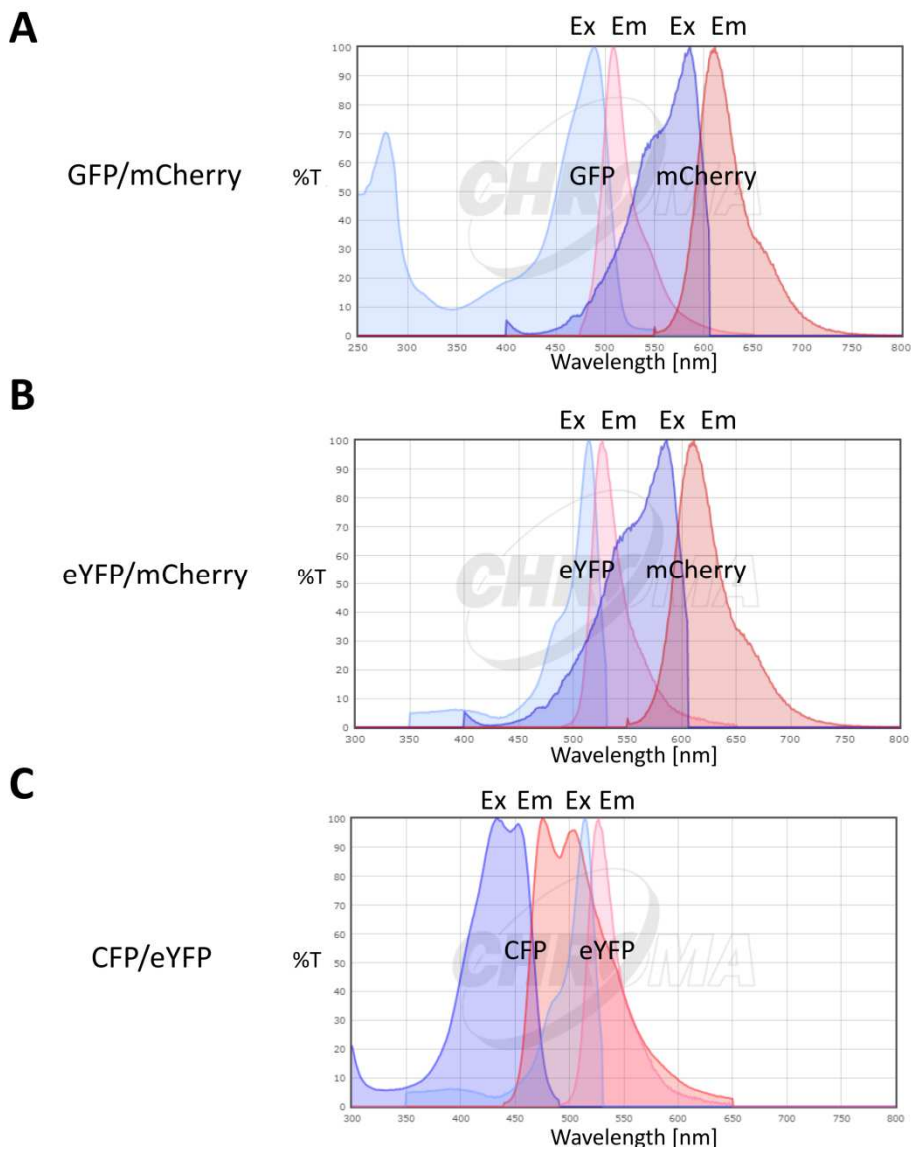 A
Ex Em Ex Em
100
90
80
70
60
50
40
30
20
10
0
GFP/mCherry %T GFP mCherry
CHROMA
250 300 350 400 450 500 550 600 650 700 750 800
Wavelength [nm]
B
Ex Em Ex Em
100
90
80
70
60
50
40
30
20
10
0
eYFP/mCherry %T eYFP mCherry
CHROMA
300 350 400 450 500 550 600 650 700 750 800
Wavelength [nm]
C
Ex Em Ex Em
100
90
80
70
60
50
40
30
20
10
0
CFP/eYFP %T CFP eYFP
CHROMA
300 350 400 450 500 550 600 650 700 750 800
Wavelength [nm]